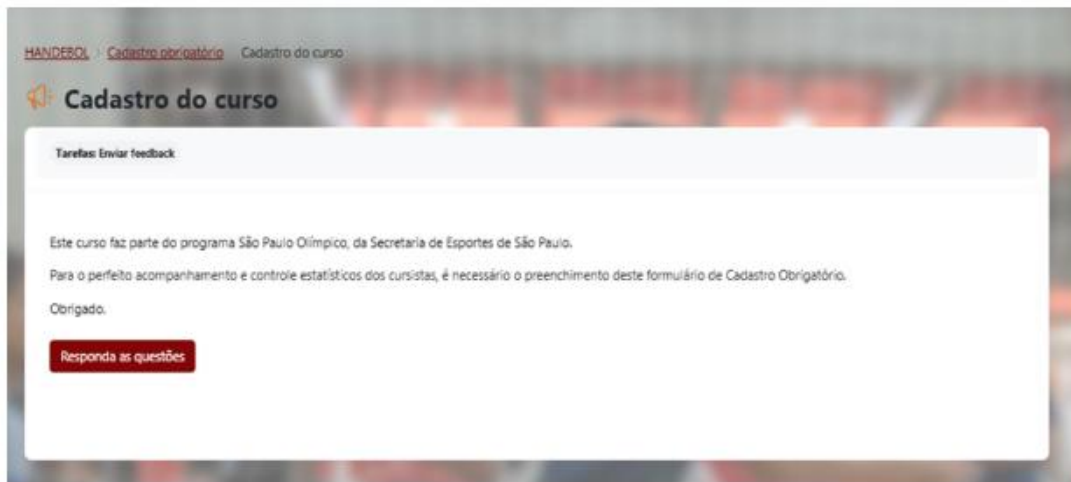 HANDEBOL Cadastro obrigatório Cadastro do curso
Cadastro do curso
Tarefas: Enviar feedback
Este curso faz parte do programa São Paulo Olímpico, da Secretaria de Esportes de São Paulo.
Para o perfeito acompanhamento e controle estatísticos dos cursistas, é necessário o preenchimento deste formulário de Cadastro Obrigatório.
Obrigado.
Responda as questões